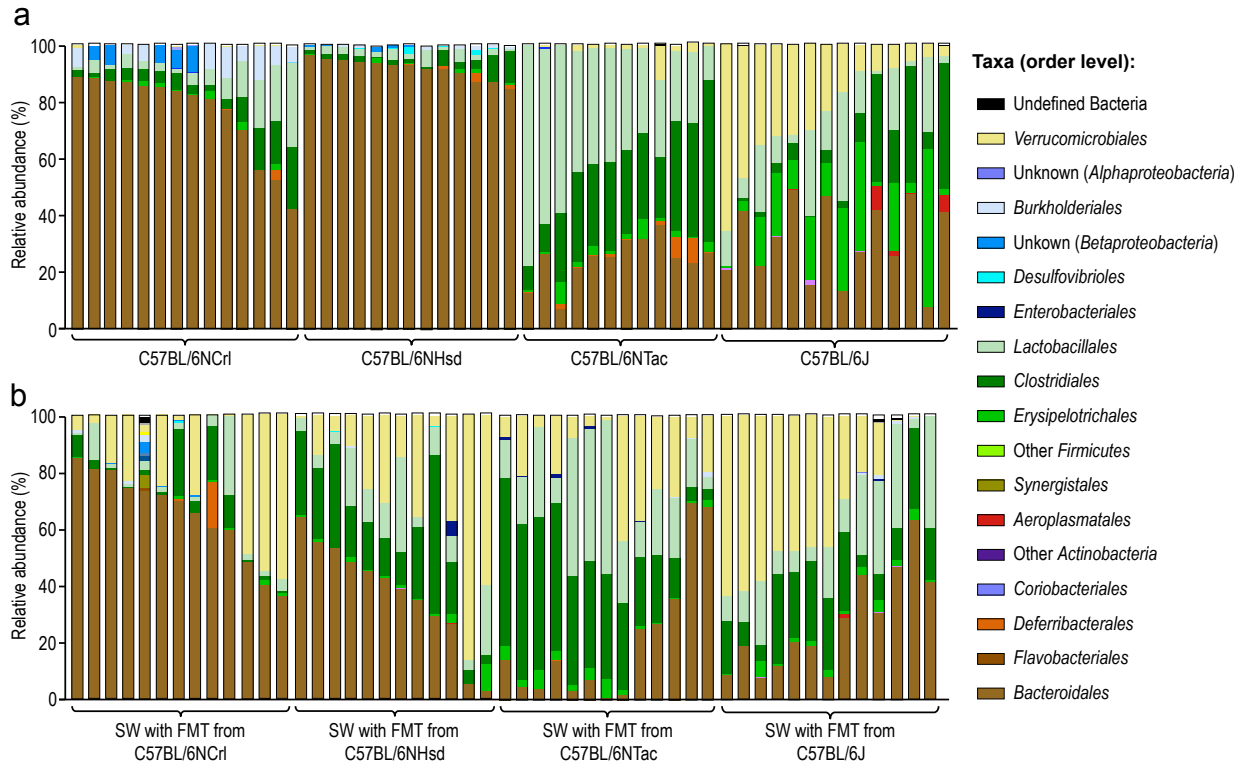 a
Relative abundance (%)
100
80
60
40
20
0
C57BL/6NCrl
C57BL/6NHsd
C57BL/6NTac
C57BL/6J
b
Relative abundance (%)
100
80
60
40
20
0
SW with FMT from
C57BL/6NCrl
SW with FMT from
C57BL/6NHsd
SW with FMT from
C57BL/6NTac
SW with FMT from
C57BL/6J
Taxa (order level):
Undefined Bacteria
Verrucomicrobiales
Unknown (Alphaproteobacteria)
Burkholderiales
Unkown (Betaproteobacteria)
Desulfovibrioles
Enterobacteriales
Lactobacillales
Clostridiales
Erysipelotrichales
Other Firmicutes
Synergistales
Aeroplasmatales
Other Actinobacteria
Coriobacteriales
Deferribacterales
Flavobacteriales
Bacteroidales